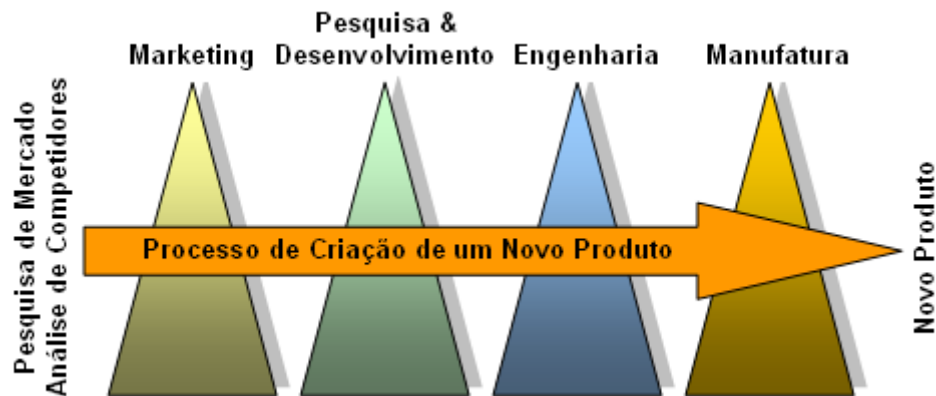 Pesquisa de Mercado
Análise de Competidores
Marketing
Pesquisa &
Desenvolvimento
Engenharia
Manufatura
Processo de Criação de um Novo Produto
Novo Produto